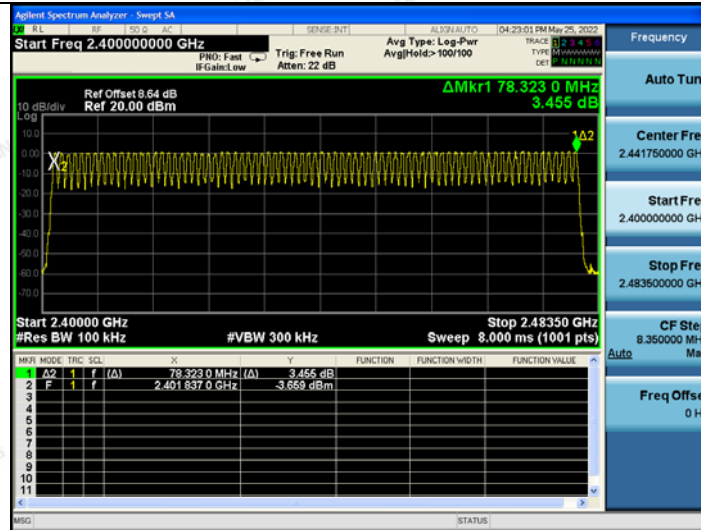 Agilent Spectrum Analyzer - Swept SA
RL RF 50 Ω AC SENSE:INT ALIGNAUTO 04:23:01 PM May 25, 2022
Start Freq 2.400000000 GHz
PNO: Fast
IFGain:Low
Trig: Free Run
Atten: 22 dB
Avg Type: Log-Pwr
Avg|Hold:>100/100
TRACE 1 2 3 4 5 6
TYPE M
DET P N N N N N
Ref Offset 8.64 dB
Ref 20.00 dBm
10 dB/div
Log
ΔMkr1 78.323 0 MHz
3.455 dB
10.0
0.00
-10.0
-20.0
-30.0
-40.0
-50.0
-60.0
-70.0
X2
1Δ2
Start 2.40000 GHz
#Res BW 100 kHz
#VBW 300 kHz
Stop 2.48350 GHz
Sweep 8.000 ms (1001 pts)
MKR MODE TRC SCL X Y FUNCTION FUNCTION WIDTH FUNCTION VALUE
1 Δ2 1 f (Δ) 78.323 0 MHz (Δ) 3.455 dB
2 F 1 f 2.401 837 0 GHz -3.659 dBm
3
4
5
6
7
8
9
10
11
MSG STATUS
Frequency
Auto Tun
Center Fre
2.441750000 GH
Start Fre
2.400000000 GH
Stop Fre
2.483500000 GH
CF Ste
8.350000 MH
Auto Ma
Freq Offse
0 H